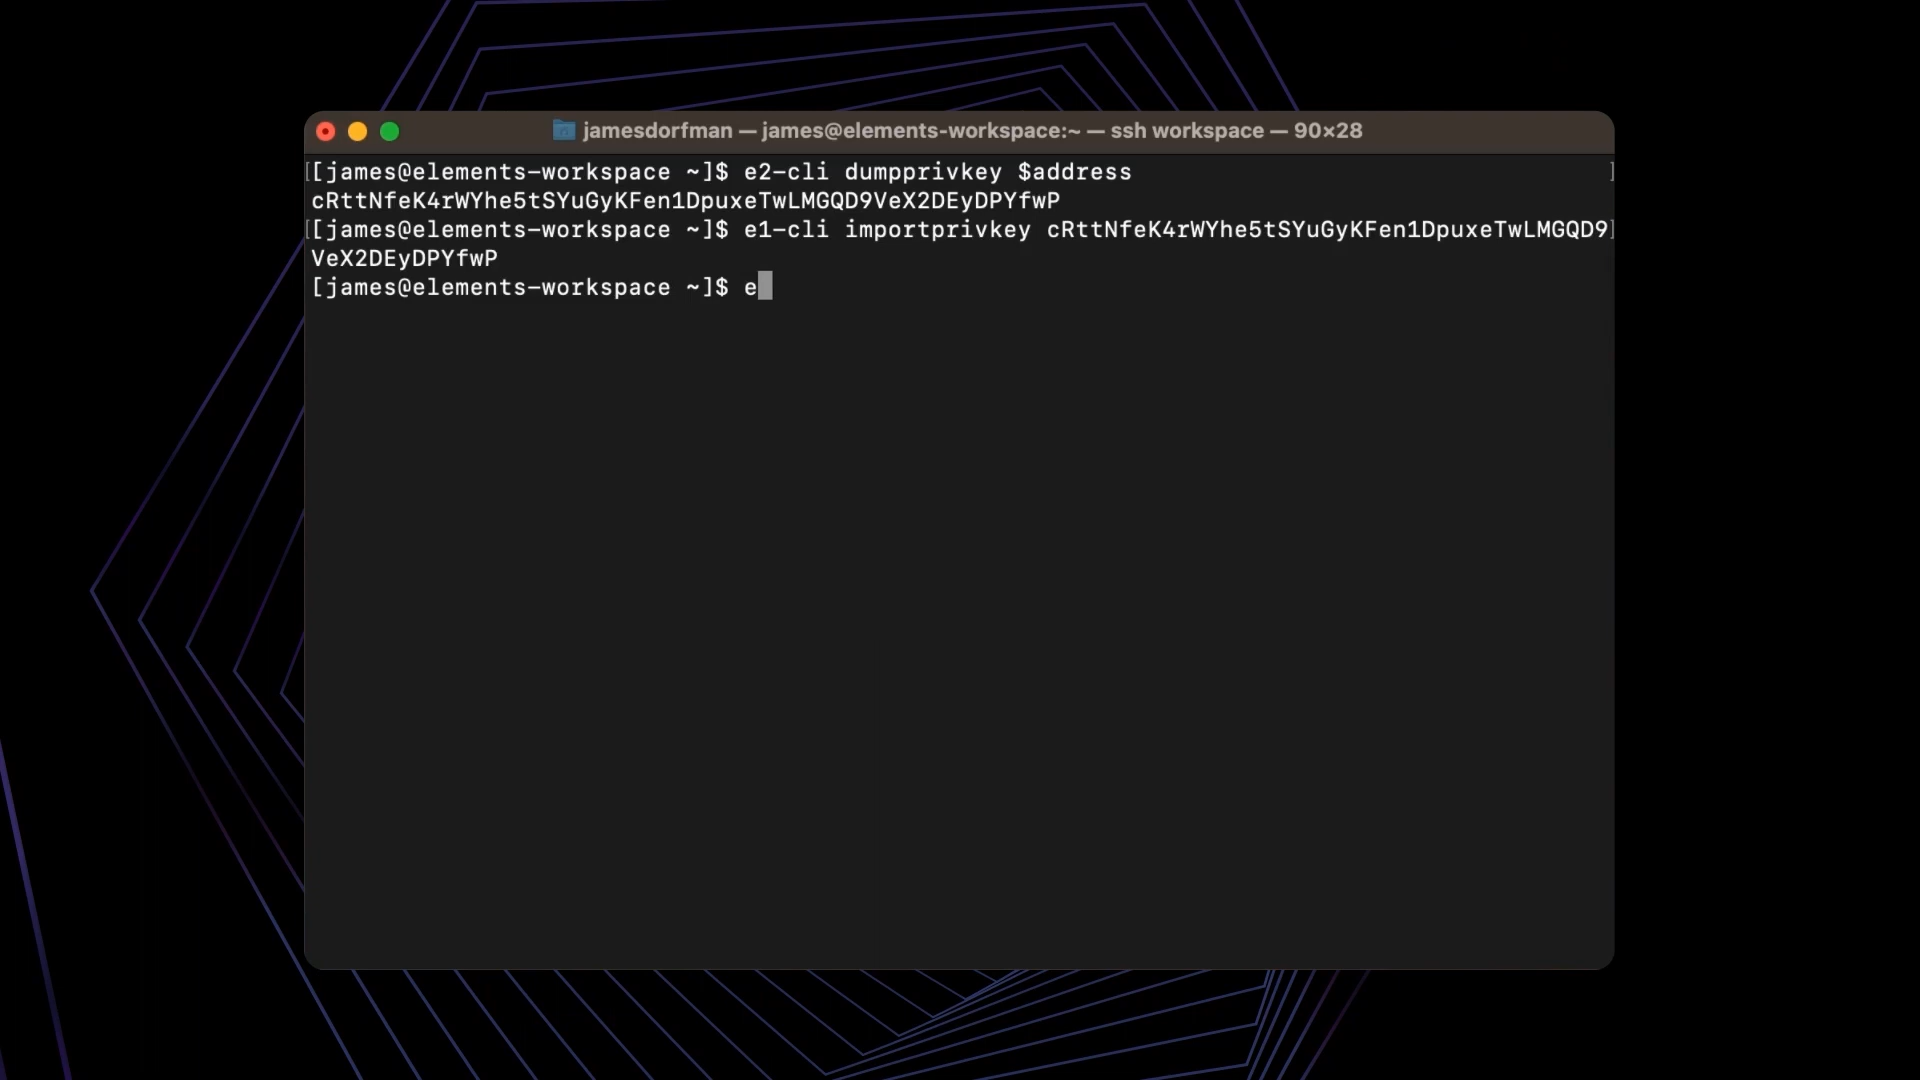 jamesdorfman — james@elements-workspace:~ — ssh workspace — 90×28
[[james@elements-workspace ~]$ e2-cli dumpprivkey $address ]
cRttNfeK4rWYhe5tSYuGyKFen1DpuxeTwLMGQD9VeX2DEyDPYfwP
[[james@elements-workspace ~]$ e1-cli importprivkey cRttNfeK4rWYhe5tSYuGyKFen1DpuxeTwLMGQD9]
VeX2DEyDPYfwP
[james@elements-workspace ~]$ e